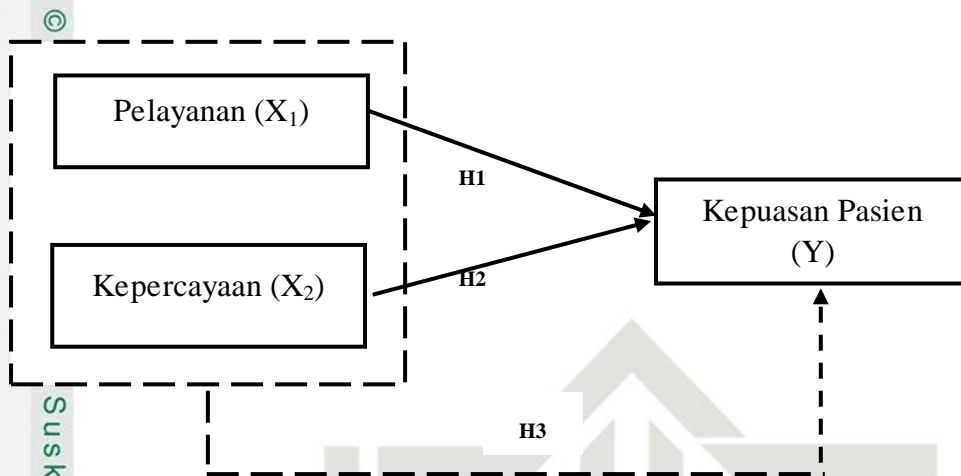 ©
Pelayanan (X₁)
H1
Kepuasan Pasien
(Y)
Kepercayaan (X₂)
H2
H3